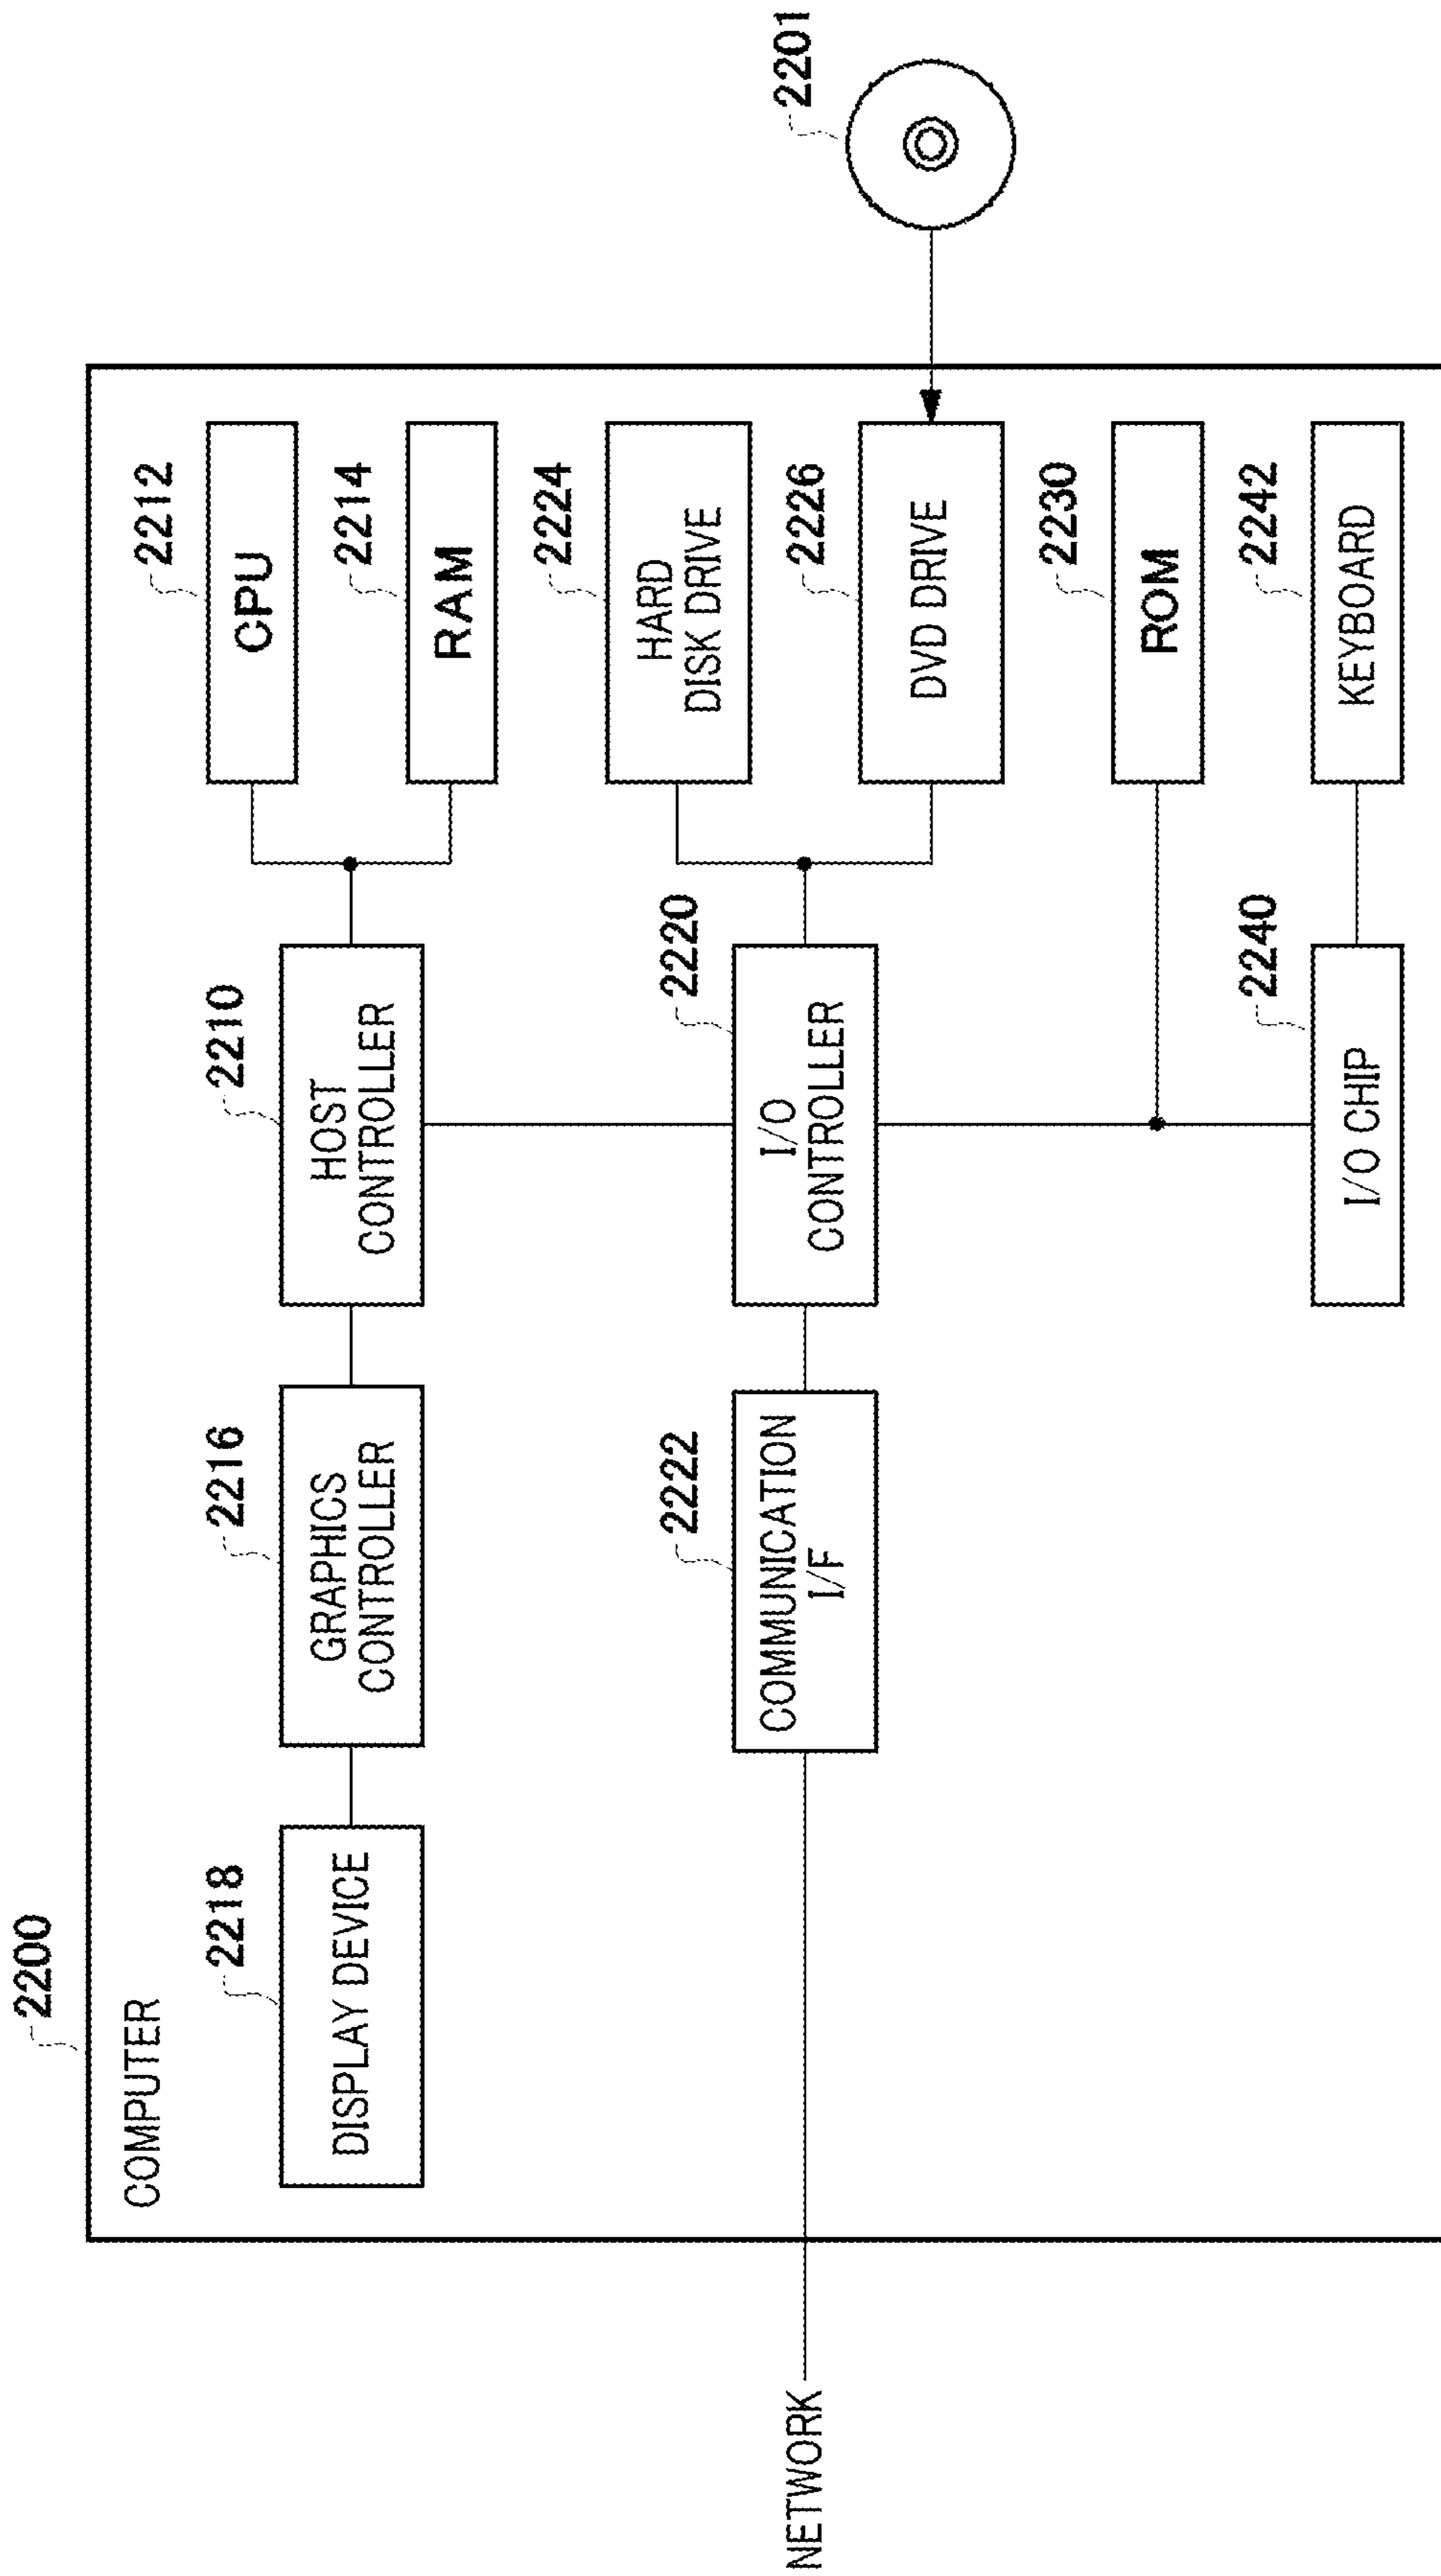 2200
COMPUTER
2218
DISPLAY DEVICE
2216
GRAPHICS
CONTROLLER
2210
HOST
CONTROLLER
2212
CPU
2214
RAM
NETWORK
2222
COMMUNICATION
I/F
2220
I/O
CONTROLLER
2224
HARD
DISK DRIVE
2226
DVD DRIVE
2201
2230
ROM
2240
I/O CHIP
2242
KEYBOARD